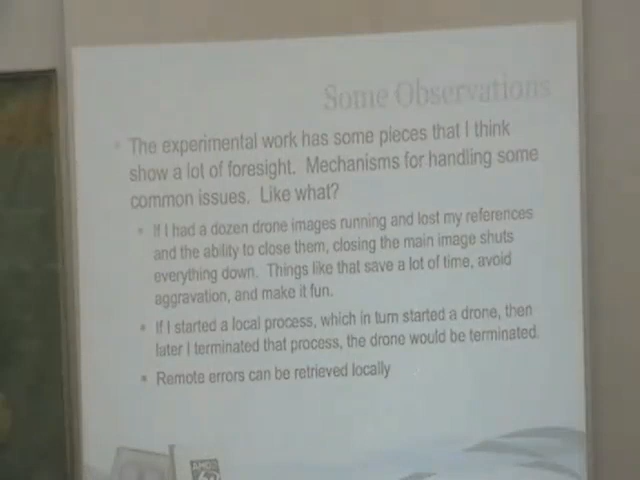 Some Observations
The experimental work has some pieces that I think
show a lot of foresight. Mechanisms for handling some
common issues. Like what?
If I had a dozen drone images running and lost my references
and the ability to close them, closing the main image shuts
everything down. Things like that save a lot of time, avoid
aggravation, and make it fun.
If I started a local process, which in turn started a drone, then
later I terminated that process, the drone would be terminated.
Remote errors can be retrieved locally